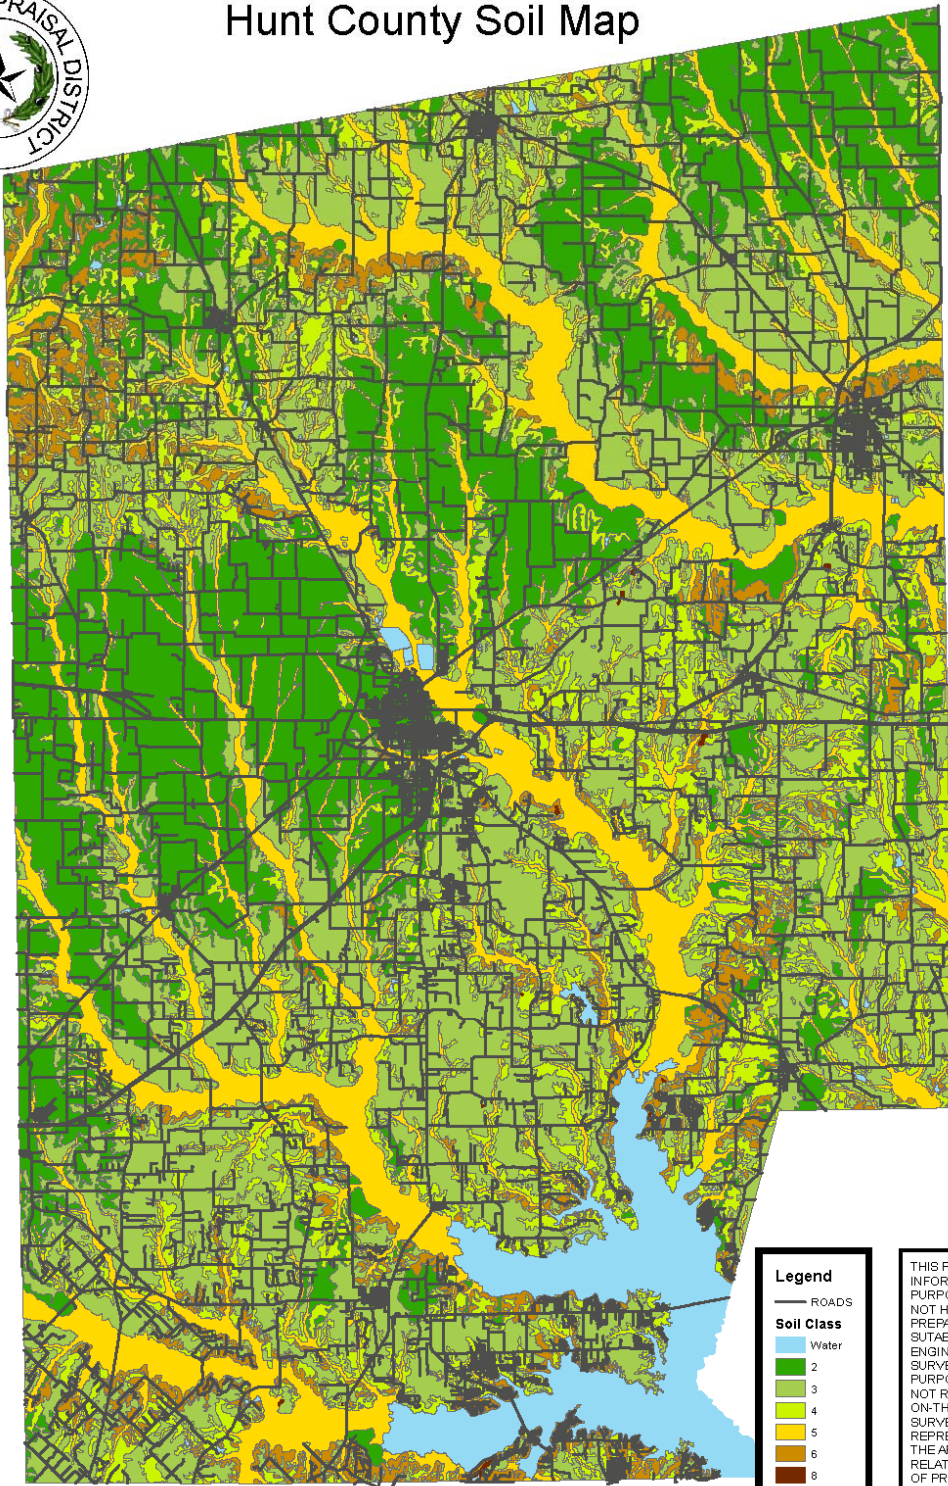 Hunt County Soil Map
RAISAL DISTRICT
Legend
ROADS
Soil Class
Water
2
3
4
5
6
8
THIS
INFOR
PURPO
NOT H
PREPA
SUTAB
ENGIN
SURVE
PURPO
NOT R
ON-TH
SURVE
REPRE
THE A
RELAT
OF PR